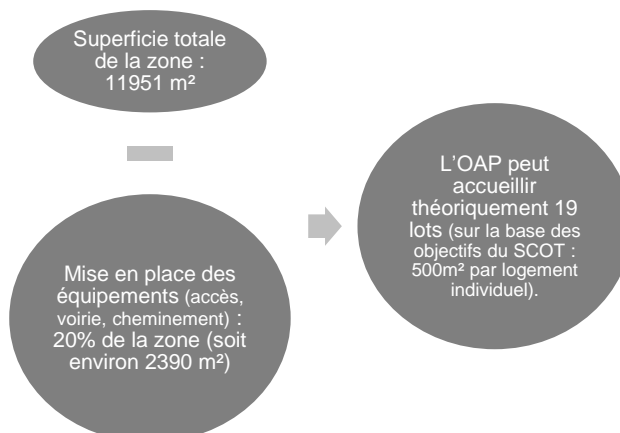 Superficie totale
de la zone :
11951 m²
Mise en place des
équipements (accès,
voirie, cheminement) :
20% de la zone (soit
environ 2390 m²)
L'OAP peut
accueillir
théoriquement 19
lots (sur la base des
objectifs du SCOT :
500m² par logement
individuel).